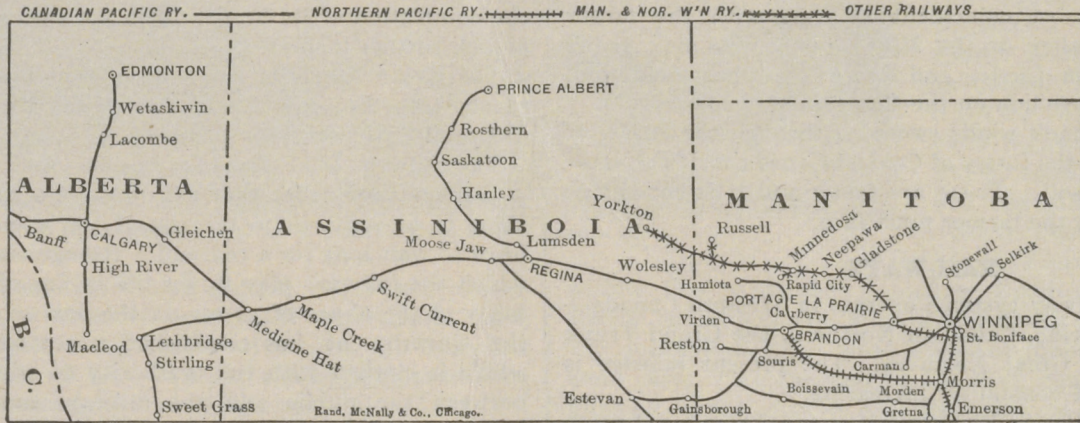 CANADIAN PACIFIC RY. NORTHERN PACIFIC RY. MAN. & NOR. W'N RY. OTHER RAILWAYS
EDMONTON
PRINCE ALBERT
Wetaskiwin
Rosthern
Lacombe
Saskatoon
ALBERTA
Hanley
MANITOBA
Yorkton
ASSINIBOIA
Russell
Minnedosa
Neepawa
Gladstone
Banff
CALGARY
Gleichen
Moose Jaw
Lumsden
Stonewall
Selkirk
High River
REGINA
Wolesley
Hamiota
Rapid City
PORTAGE LA PRAIRIE
Swift Current
Maple Creek
Medicine Hat
Virden
Carberry
WINNIPEG
B. C.
Macleod
Lethbridge
Reston
BRANDON
St. Boniface
Stirling
Souris
Carman
Boissevain
Morden
Morris
Sweet Grass
Rand, McNally & Co., Chicago.
Estevan
Gainsborough
Gretna
Emerson